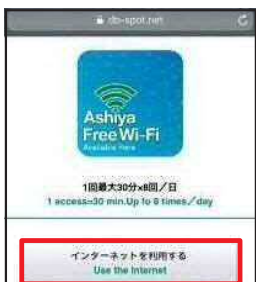 do-spot.net
Ashiya
Free Wi-Fi
Available Here
1回最大30分×8回／日
1 access=30 min.Up to 8 times／day
インターネットを利用する
Use the Internet